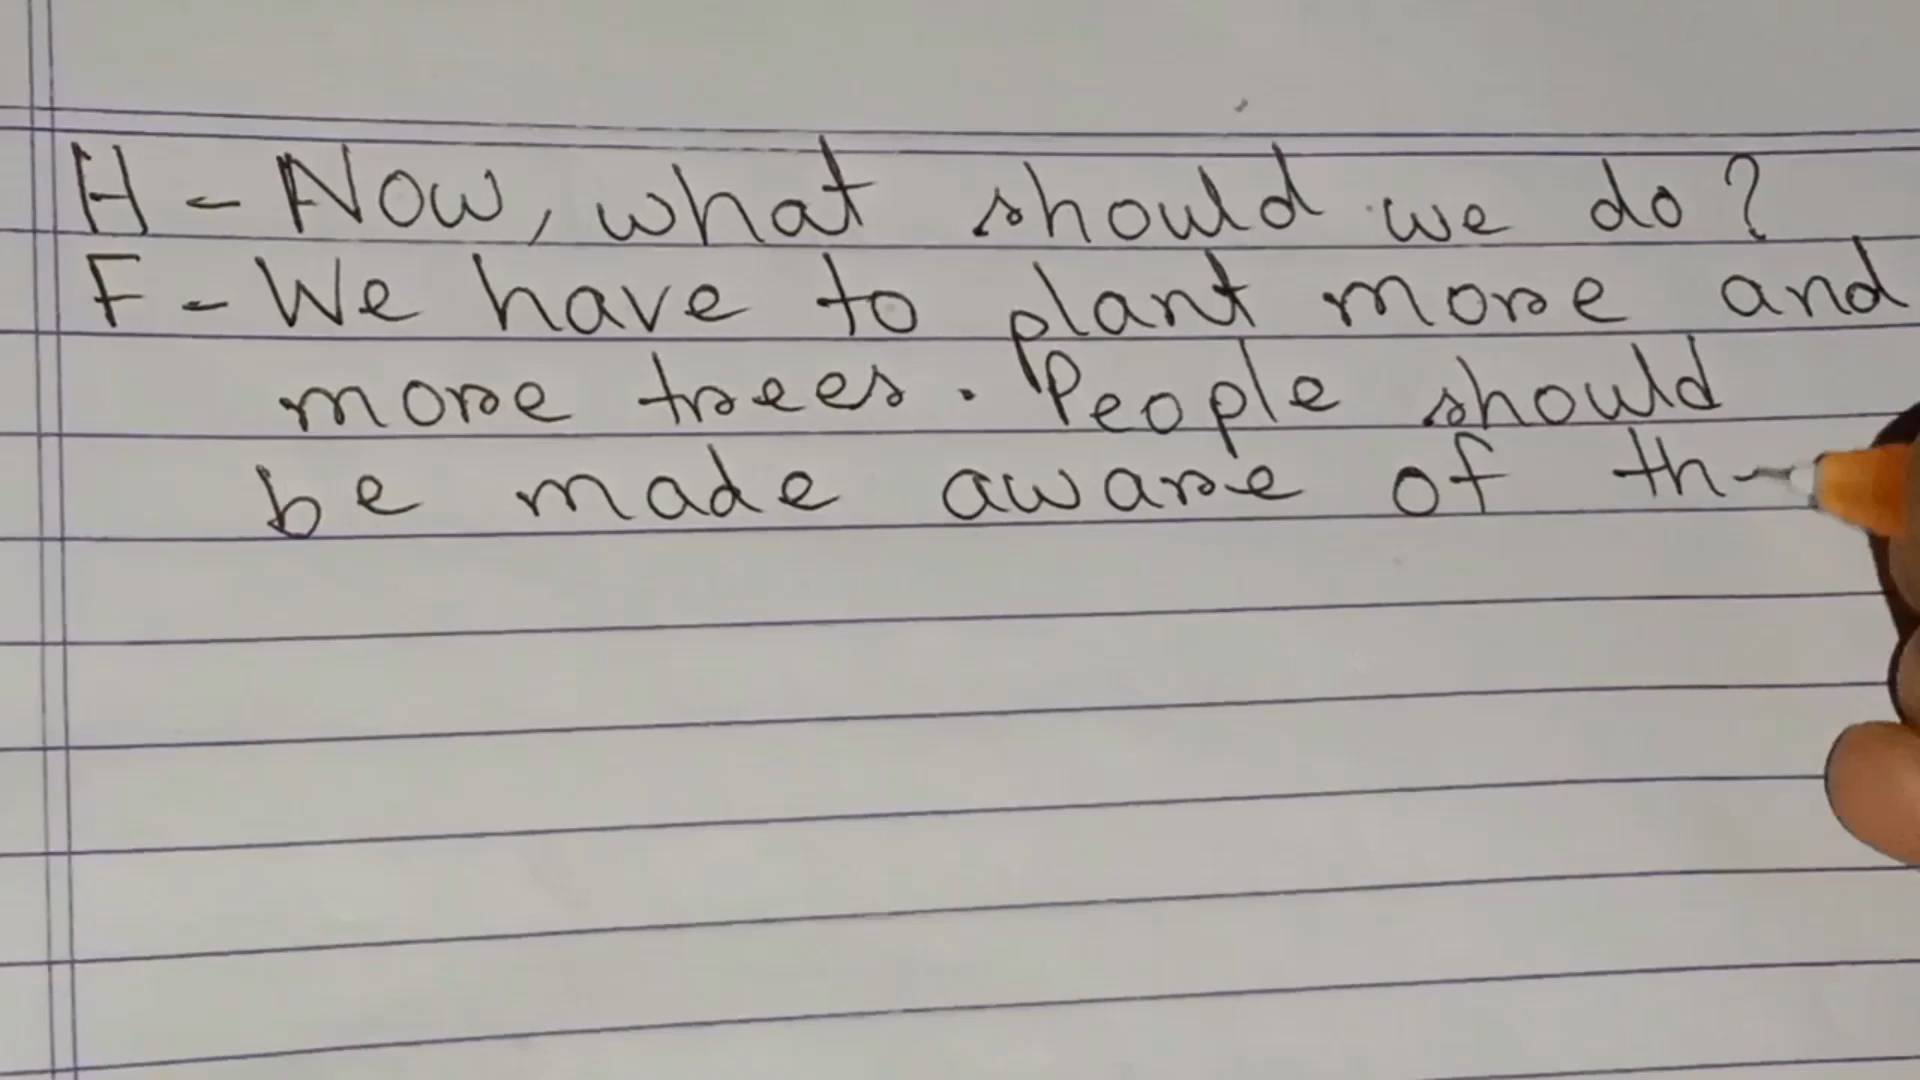 H - Now, what should we do?
F - We have to plant more and
more trees. People should
be made aware of th